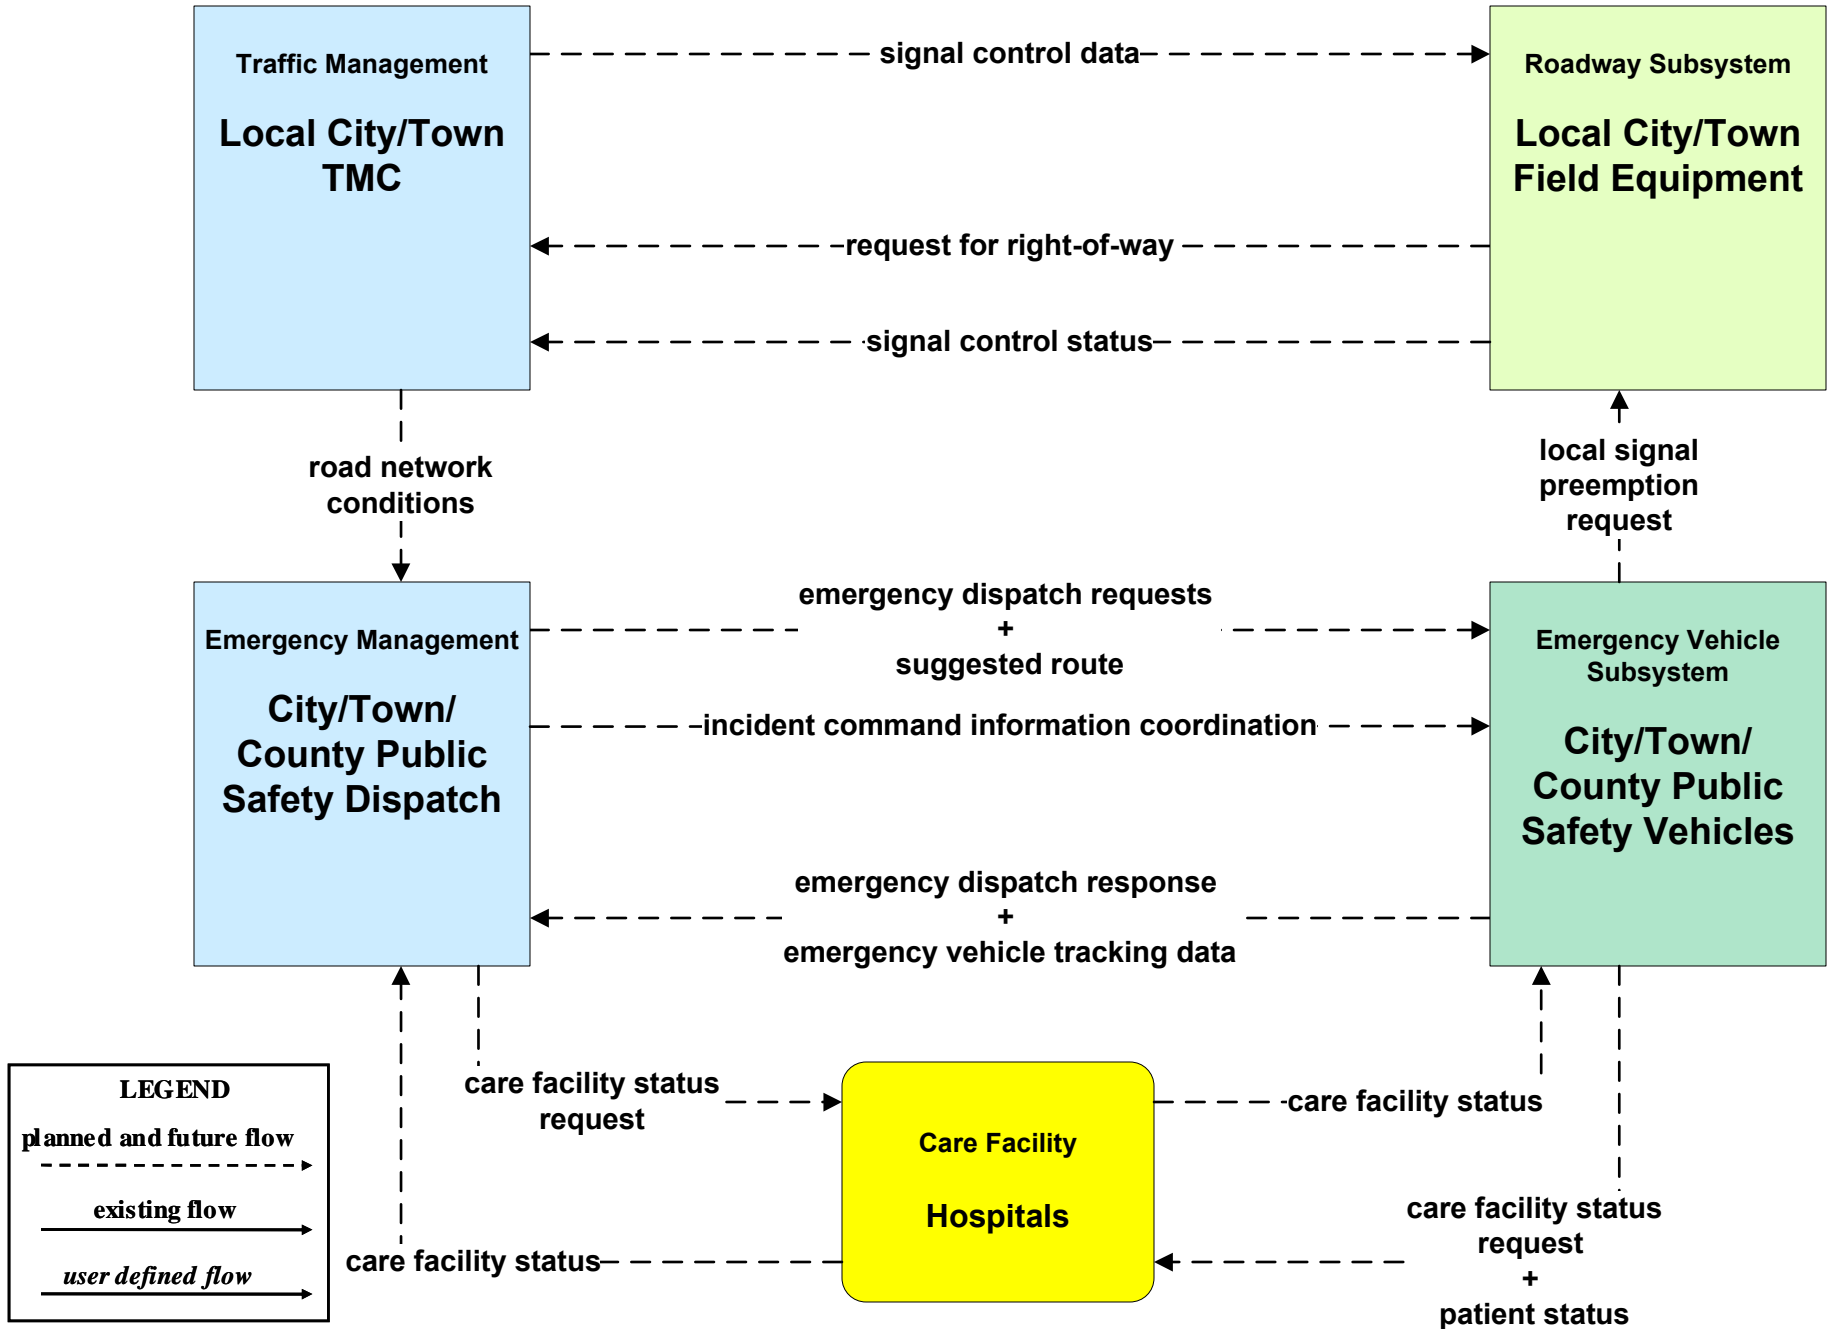 Traffic Management
Local City/Town
TMC
signal control data
request for right-of-way
signal control status
Roadway Subsystem
Local City/Town
Field Equipment
road network
conditions
local signal
preemption
request
Emergency Management
City/Town/
County Public
Safety Dispatch
emergency dispatch requests
+
suggested route
incident command information coordination
emergency dispatch response
+
emergency vehicle tracking data
Emergency Vehicle
Subsystem
City/Town/
County Public
Safety Vehicles
care facility status
request
care facility status
Care Facility
Hospitals
care facility status
care facility status
request
+
patient status
LEGEND
planned and future flow
existing flow
user defined flow